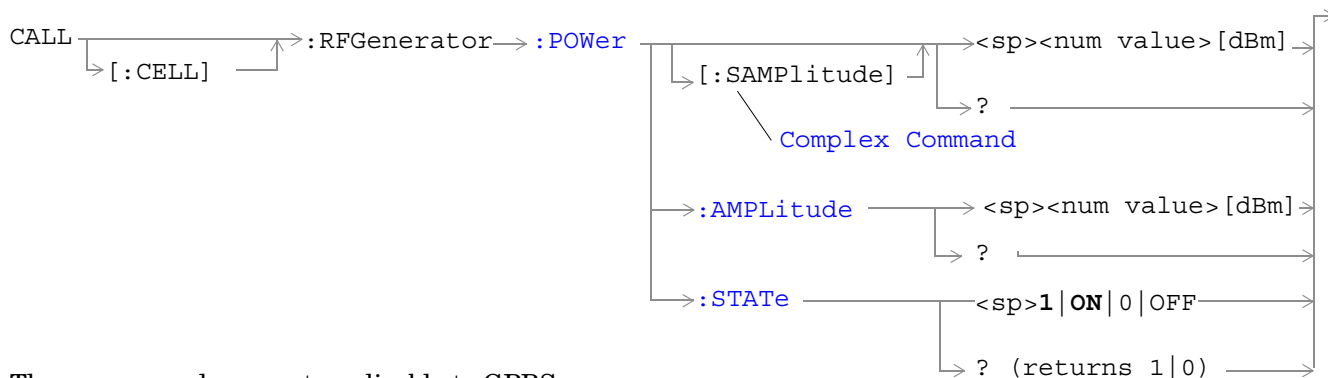 CALL :RFGenerator :POWer <sp><num value>[dBm]
[:CELL] [:SAMPlitude]
?
Complex Command
:AMPLitude <sp><num value>[dBm]
?
:STATe <sp>1|ON|0|OFF
? (returns 1|0)